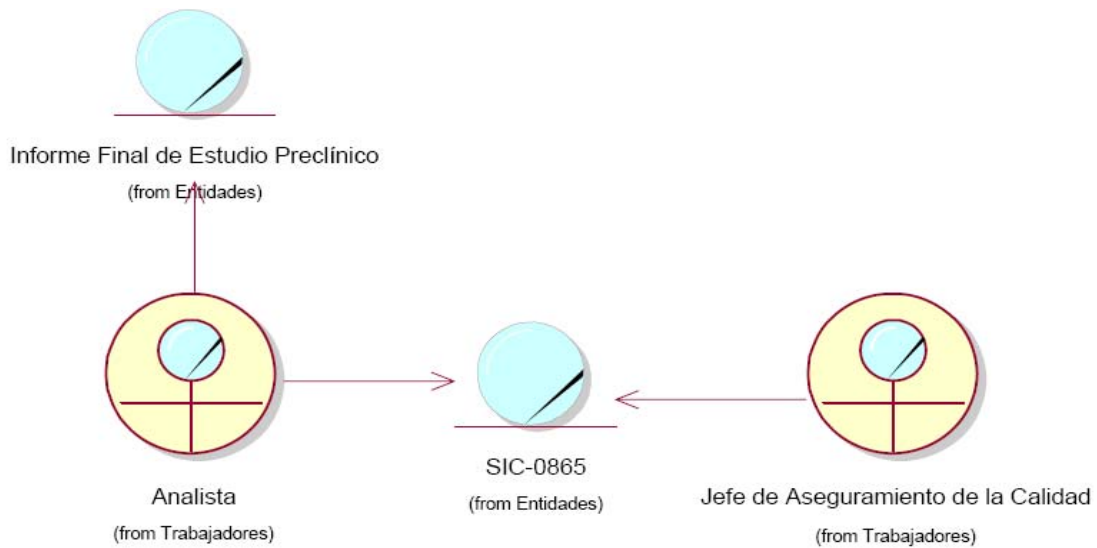 Informe Final de Estudio Preclínico
(from Entidades)
Analista
(from Trabajadores)
SIC-0865
(from Entidades)
Jefe de Aseguramiento de la Calidad
(from Trabajadores)